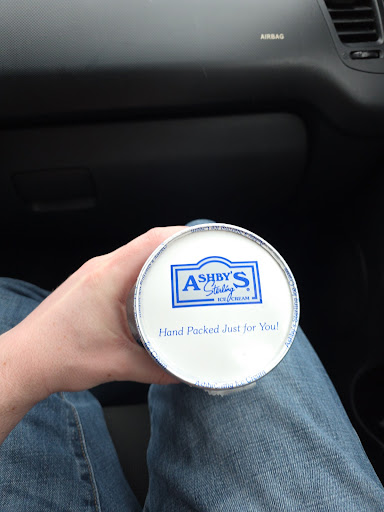 AIRBAG
ASHBY'S
Sterling
ICE CREAM
®
Hand Packed Just for You!